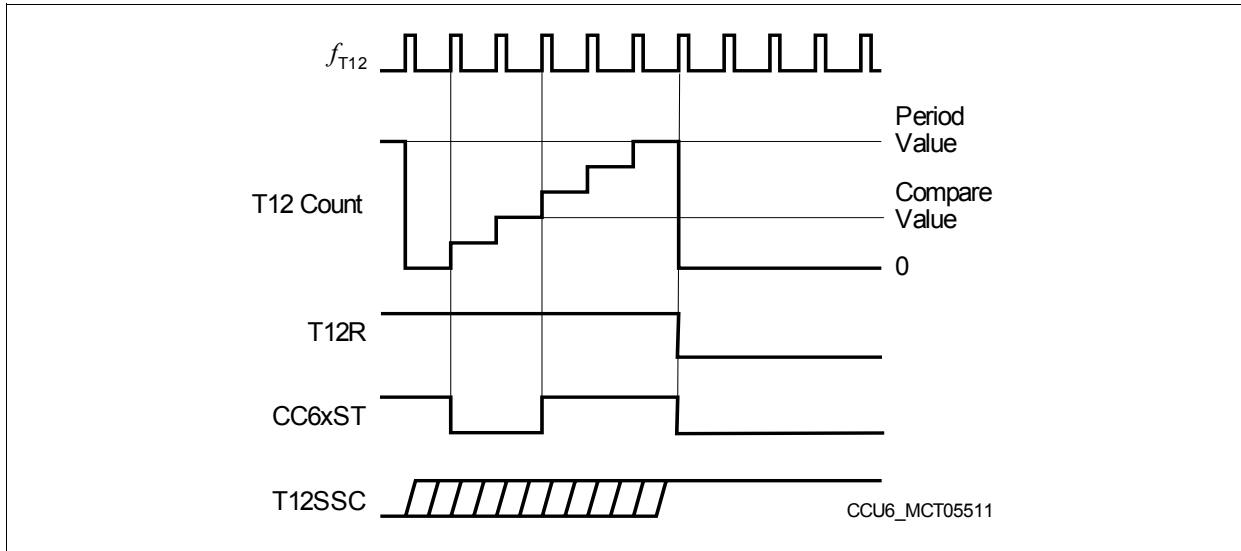 fT12
Period
Value
T12 Count
Compare
Value
0
T12R
CC6xST
T12SSC
CCU6_MCT05511